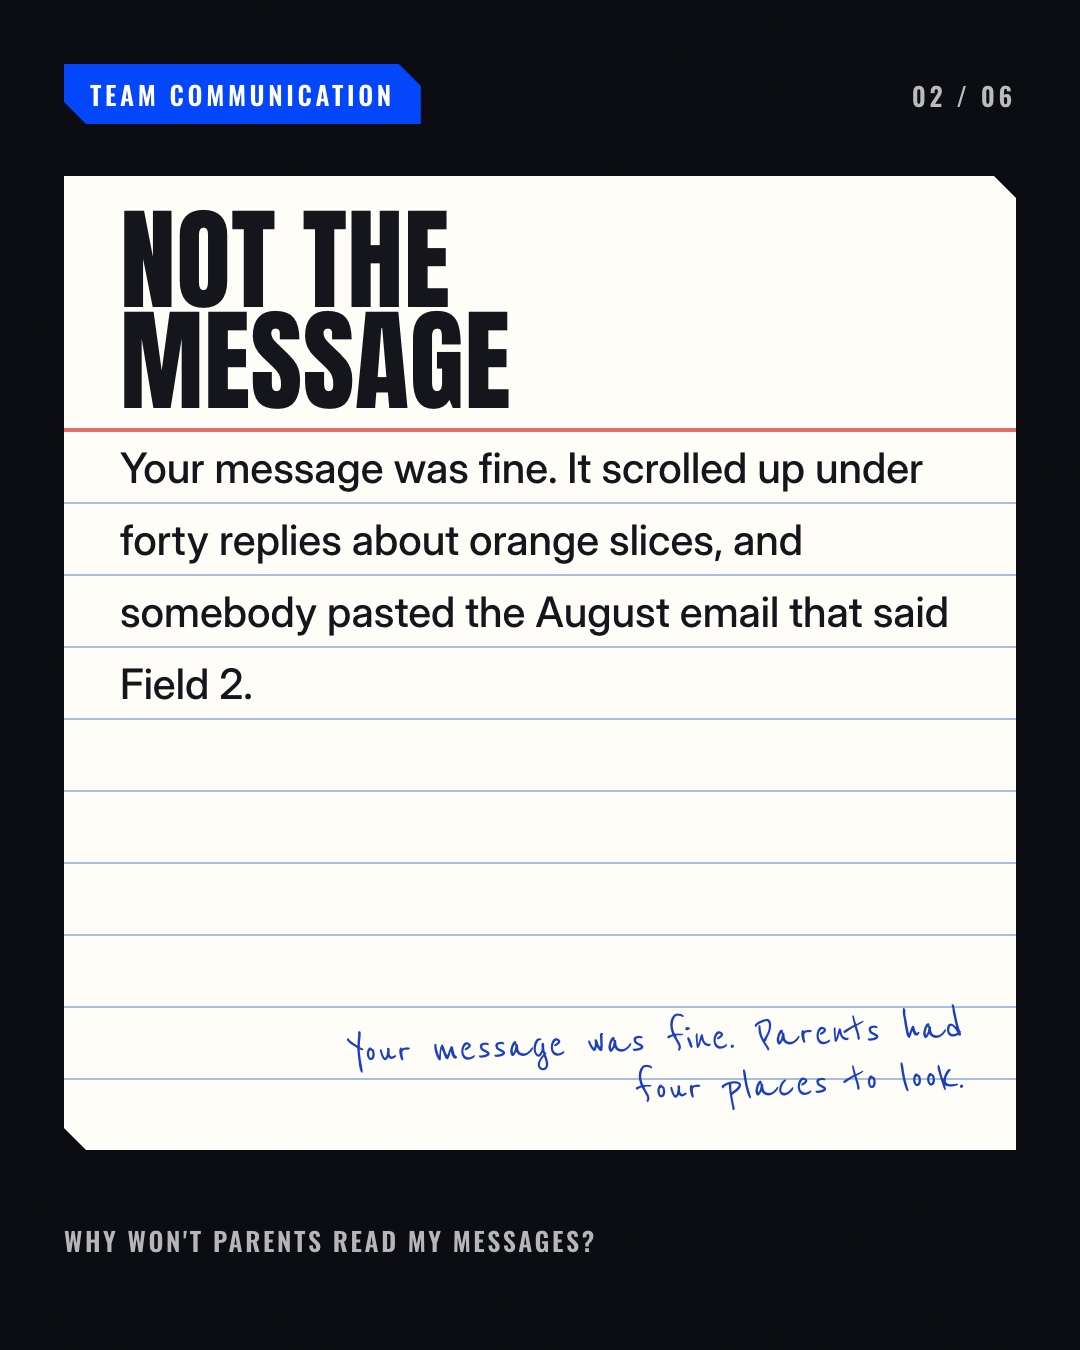 TEAM COMMUNICATION
02 / 06
NOT THE
MESSAGE
Your message was fine. It scrolled up under
forty replies about orange slices, and
somebody pasted the August email that said
Field 2.
Your message was fine. Parents had
four places to look.
WHY WON'T PARENTS READ MY MESSAGES?